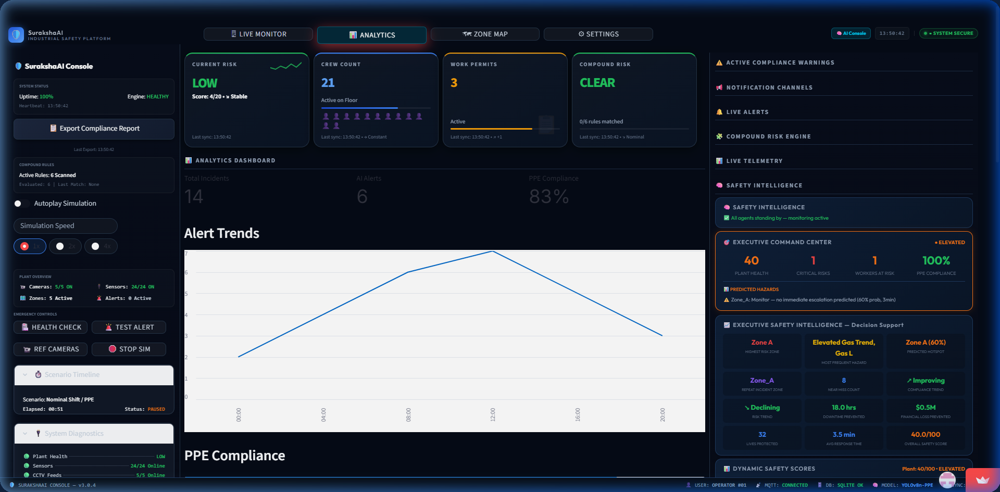 SurakshaAI
INDUSTRIAL SAFETY PLATFORM
LIVE MONITOR
ANALYTICS
ZONE MAP
SETTINGS
AI Console
13:50:42
SYSTEM SECURE
SurakshaAI Console
SYSTEM STATUS
Uptime: 100%
Engine: HEALTHY
Heartbeat: 13:50:42
Export Compliance Report
Last Export: 13:50:42
COMPOUND RULES
Active Rules: 6 Scanned
Evaluated: 6 | Last Match: None
Autoplay Simulation
Simulation Speed
1x
2x
4x
PLANT OVERVIEW
Cameras: 5/5 ON
Sensors: 24/24 ON
Zones: 5 Active
Alerts: 0 Active
EMERGENCY CONTROLS
HEALTH CHECK
TEST ALERT
REF CAMERAS
STOP SIM
Scenario Timeline
Scenario: Nominal Shift / PPE
Elapsed: 00:51
Status: PAUSED
System Diagnostics
Plant Health LOW
Sensors 24/24 Online
CCTV Feeds 5/5 Online
CURRENT RISK
LOW
Score: 4/20 • ↘ Stable
Last sync: 13:50:42
CREW COUNT
21
Active on Floor
Last sync: 13:50:42 • → Constant
WORK PERMITS
3
Active
Last sync: 13:50:42 • ↗ +1
COMPOUND RISK
CLEAR
0/6 rules matched
Last sync: 13:50:42 • ↘ Nominal
ANALYTICS DASHBOARD
Total Incidents
14
AI Alerts
6
PPE Compliance
83%
Alert Trends
7
6
5
4
3
2
1
0
00:00
04:00
08:00
12:00
16:00
20:00
PPE Compliance
ACTIVE COMPLIANCE WARNINGS
NOTIFICATION CHANNELS
LIVE ALERTS
COMPOUND RISK ENGINE
LIVE TELEMETRY
SAFETY INTELLIGENCE
SAFETY INTELLIGENCE
All agents standing by — monitoring active
EXECUTIVE COMMAND CENTER
● ELEVATED
40
PLANT HEALTH
1
CRITICAL RISKS
1
WORKERS AT RISK
100%
PPE COMPLIANCE
PREDICTED HAZARDS
Zone_A: Monitor — no immediate escalation predicted (60% prob, 3min)
EXECUTIVE SAFETY INTELLIGENCE — Decision Support
Zone A
HIGHEST RISK ZONE
Elevated Gas Trend,
Gas L
MOST FREQUENT HAZARD
Zone A (60%)
PREDICTED HOTSPOT
Zone_A
REPEAT INCIDENT ZONE
8
NEAR MISS COUNT
↗ Improving
COMPLIANCE TREND
↘ Declining
RISK TREND
18.0 hrs
DOWNTIME PREVENTED
$0.5M
FINANCIAL LOSS PREVENTED
32
LIVES PROTECTED
3.5 min
AVG RESPONSE TIME
40.0/100
OVERALL SAFETY SCORE
DYNAMIC SAFETY SCORES
Plant: 40/100 • ELEVATED
SURAKSHAAI CONSOLE — v3.0.4
USER: OPERATOR #01
MQTT: CONNECTED
DB: SQLITE OK
MODEL: YOLOv8n-PPE